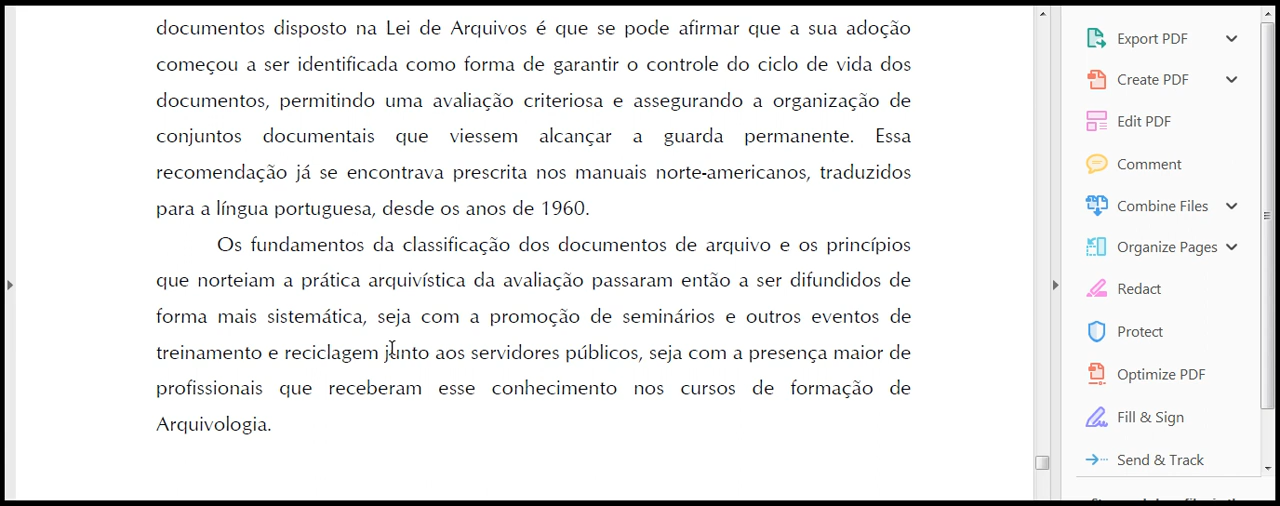 documentos disposto na Lei de Arquivos é que se pode afirmar que a sua adoção
começou a ser identificada como forma de garantir o controle do ciclo de vida dos
documentos, permitindo uma avaliação criteriosa e assegurando a organização de
conjuntos documentais que viessem alcançar a guarda permanente. Essa
recomendação já se encontrava prescrita nos manuais norte-americanos, traduzidos
para a língua portuguesa, desde os anos de 1960.
Os fundamentos da classificação dos documentos de arquivo e os princípios
que norteiam a prática arquivística da avaliação passaram então a ser difundidos de
forma mais sistemática, seja com a promoção de seminários e outros eventos de
treinamento e reciclagem junto aos servidores públicos, seja com a presença maior de
profissionais que receberam esse conhecimento nos cursos de formação de
Arquivologia.
Export PDF
Create PDF
Edit PDF
Comment
Combine Files
Organize Pages
Redact
Protect
Optimize PDF
Fill & Sign
Send & Track